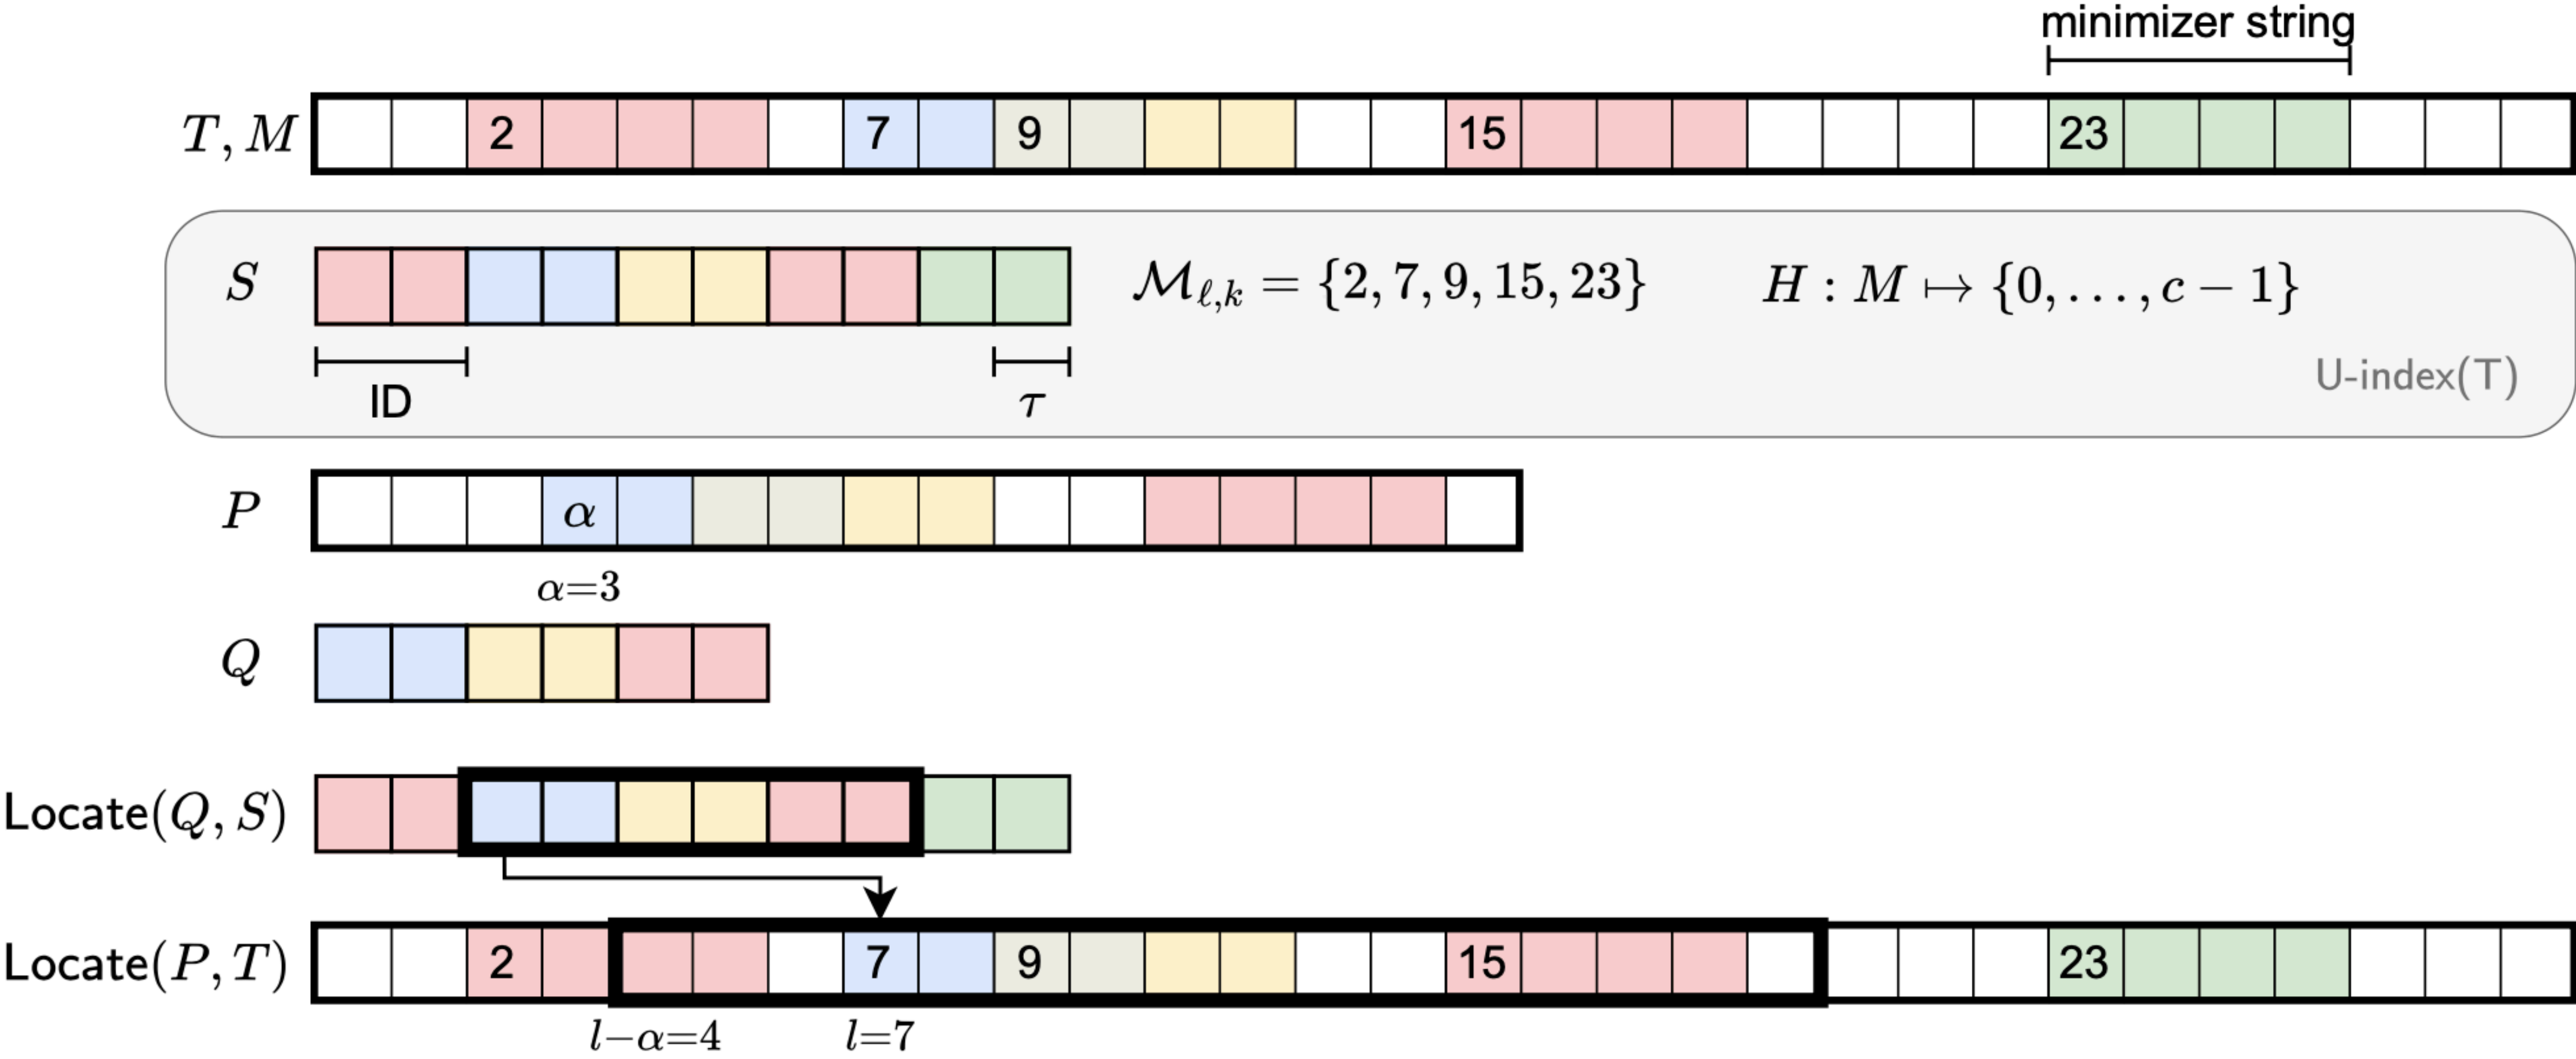 minimizer string
T, M 2 7 9 15 23
S ℳℓ,k = {2, 7, 9, 15, 23} H : M ↦ {0, . . . , c − 1}
ID τ U-index(T)
P α
α=3
Q
Locate(Q, S)
Locate(P, T) 2 7 9 15 23
l−α=4 l=7